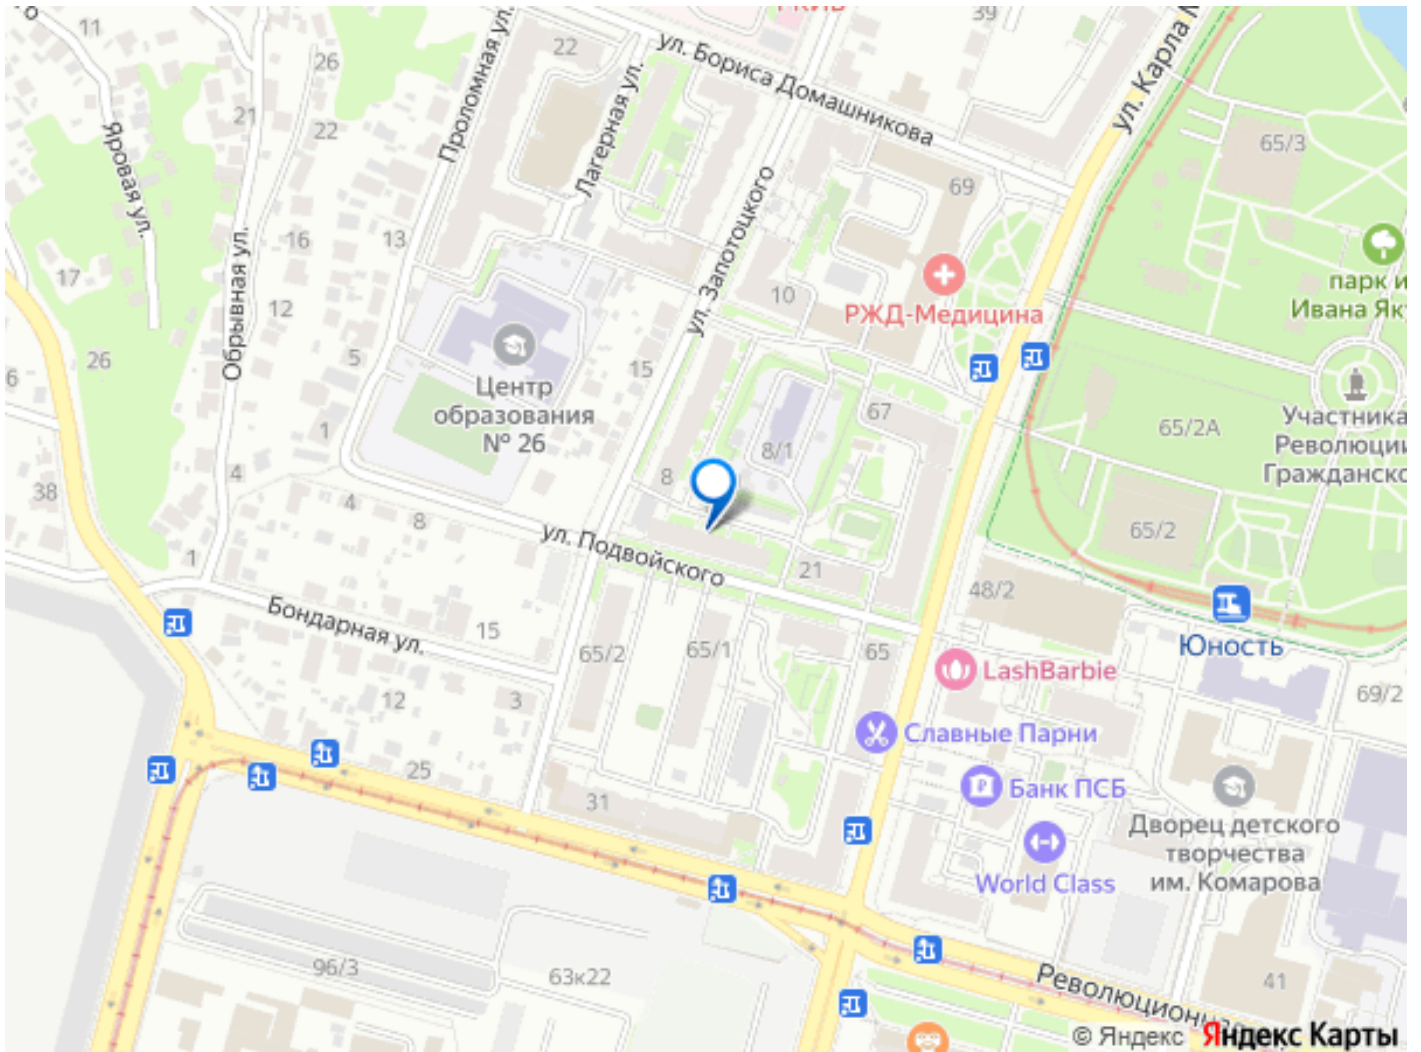 11
22
39
26
ул. Бориса Домашникова
ул. Карла М
Проломная ул.
Лагерная ул.
21
22
Яровая ул.
65/3
69
ул. Запотоцкого
16
13
17
Обрывная ул.
12
10
РЖД-Медицина
парк и
Ивана Як
26
5
15
Центр
образования
№ 26
67
65/2А
Участника
Революции
Гражданско
1
8/1
4
8
38
4
8
65/2
ул. Подвойского
1
21
48/2
Бондарная ул.
15
65/2
65/1
65
Юность
LashBarbie
69/2
12
3
Славные Парни
25
31
Банк ПСБ
Дворец детского
творчества
им. Комарова
World Class
96/3
63к22
41
Революционная
© Яндекс Яндекс Карты